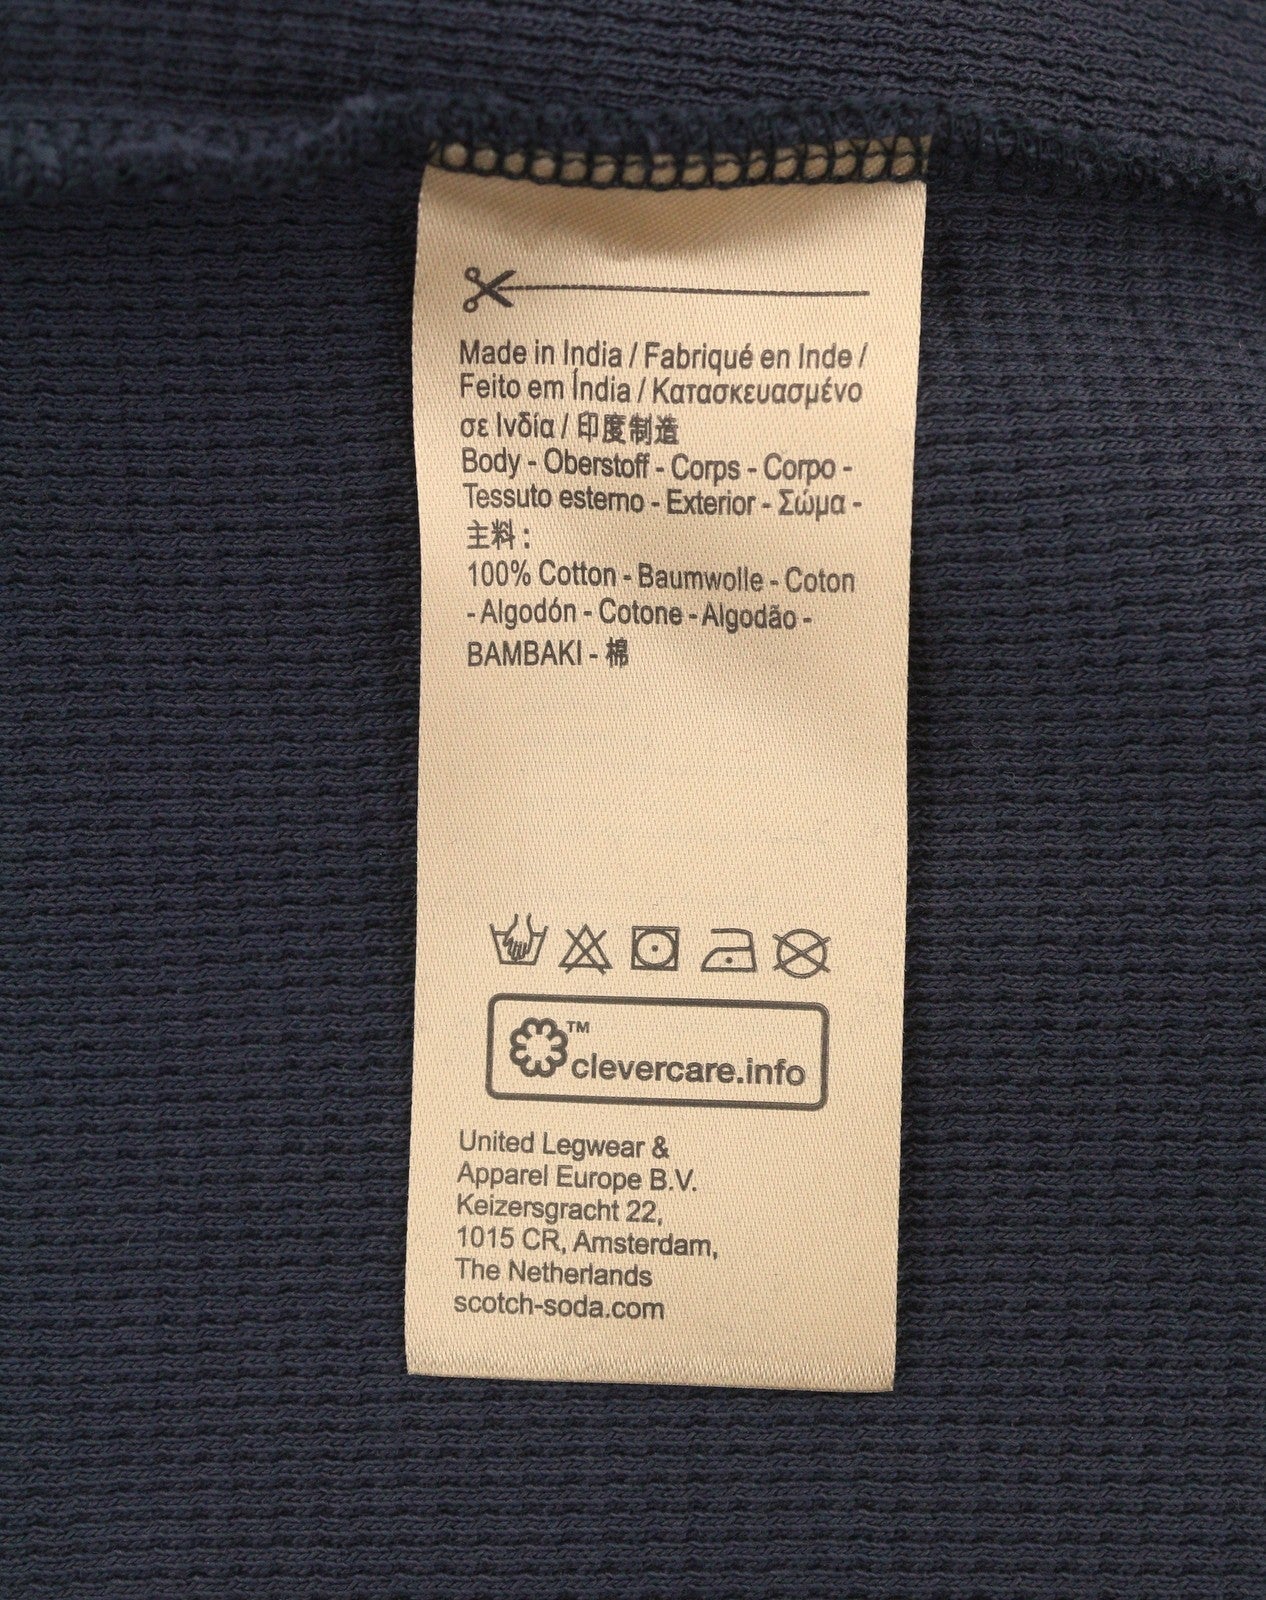 Made in India / Fabriqué en Inde /
Feito em Índia / Κατασκευασμένο
σε Ινδία / 印度制造
Body - Oberstoff - Corps - Corpo -
Tessuto esterno - Exterior - Σώμα -
主料 :
100% Cotton - Baumwolle - Coton
- Algodón - Cotone - Algodão -
BAMBAKI - 棉
™
clevercare.info
United Legwear &
Apparel Europe B.V.
Keizersgracht 22,
1015 CR, Amsterdam,
The Netherlands
scotch-soda.com